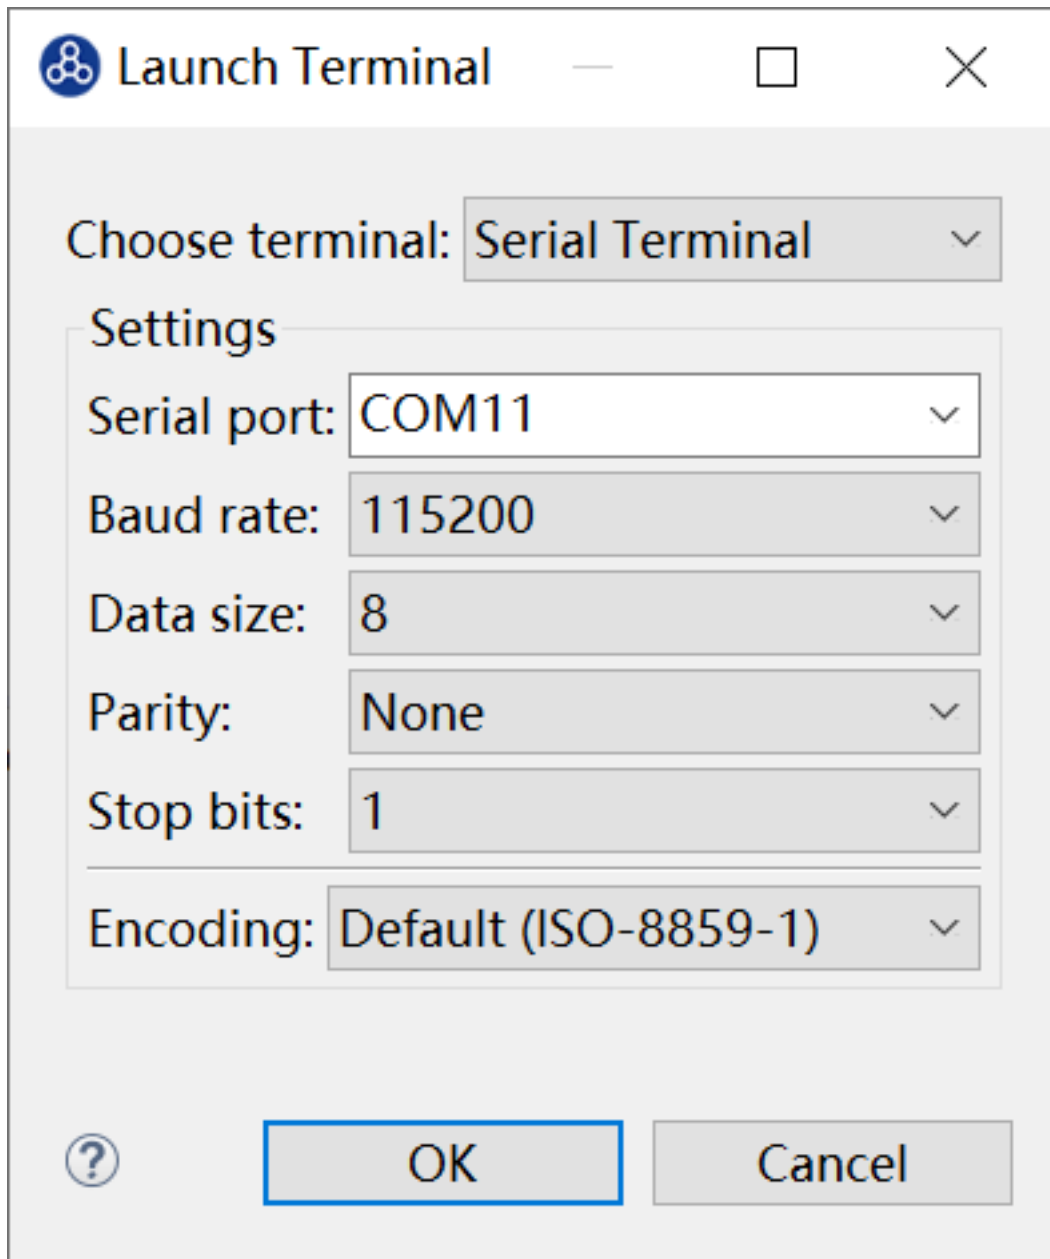 Launch Terminal
Choose terminal: Serial Terminal
Settings
Serial port: COM11
Baud rate: 115200
Data size: 8
Parity: None
Stop bits: 1
Encoding: Default (ISO-8859-1)
? OK Cancel